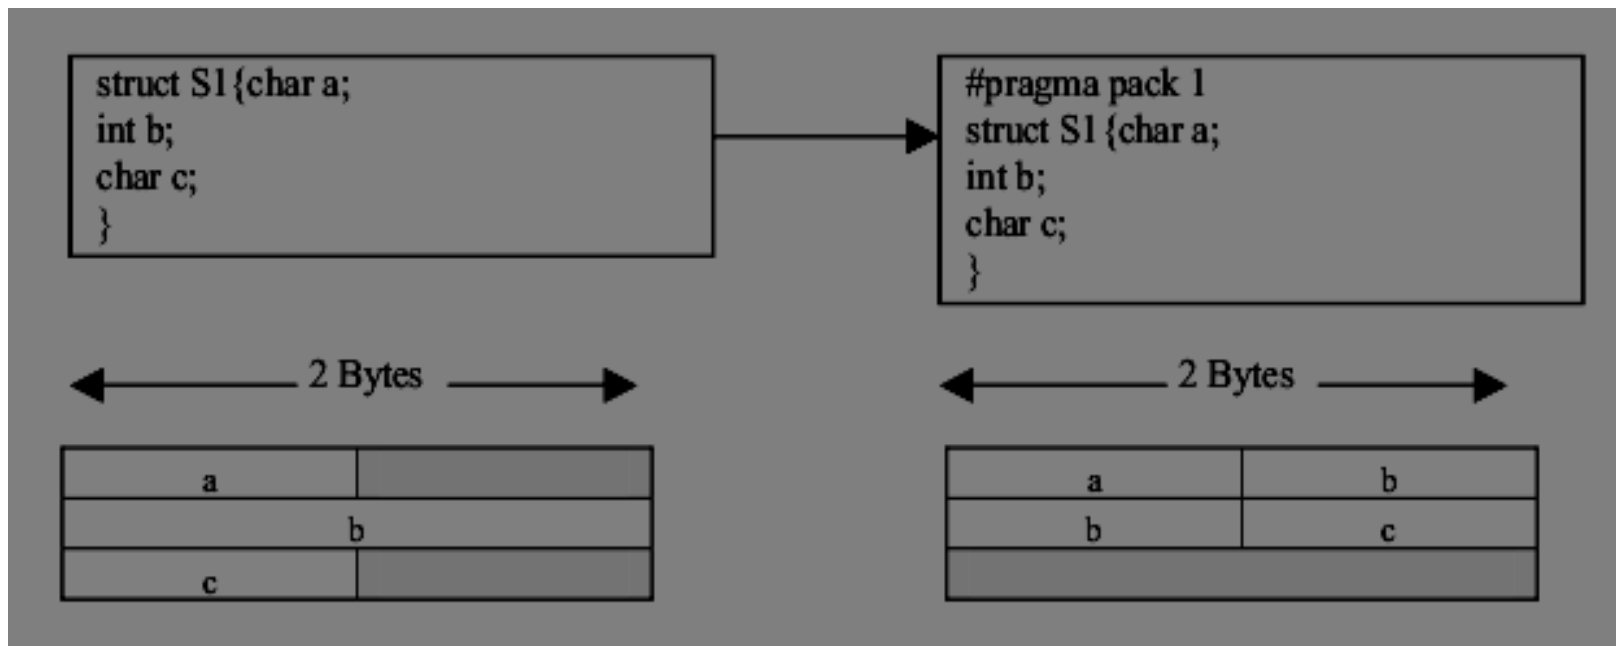 struct S1{char a;
int b;
char c;
}
#pragma pack 1
struct S1{char a;
int b;
char c;
}
2 Bytes
2 Bytes
a
b
c
a b
b c